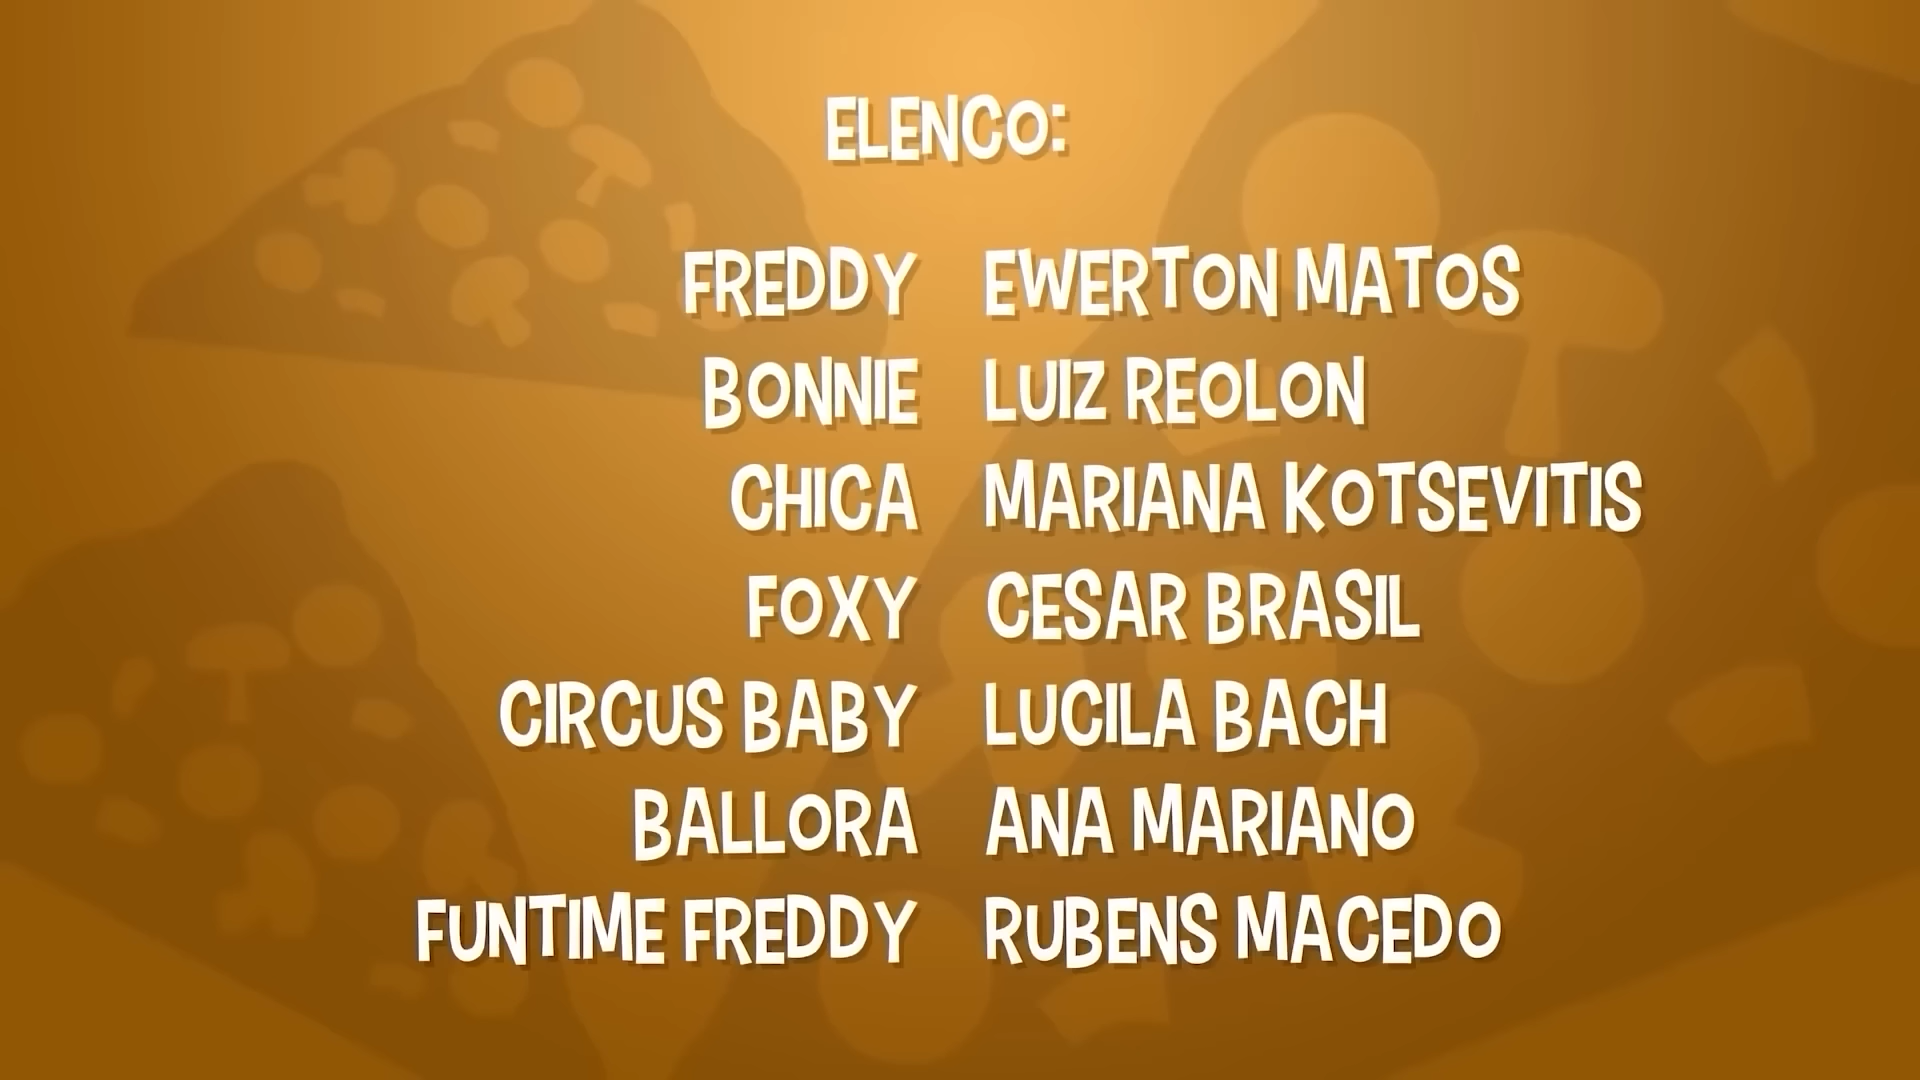 ELENCO:
FREDDY EWERTON MATOS
BONNIE LUIZ REOLON
CHICA MARIANA KOTSEVITIS
FOXY CESAR BRASIL
CIRCUS BABY LUCILA BACH
BALLORA ANA MARIANO
FUNTIME FREDDY RUBENS MACEDO